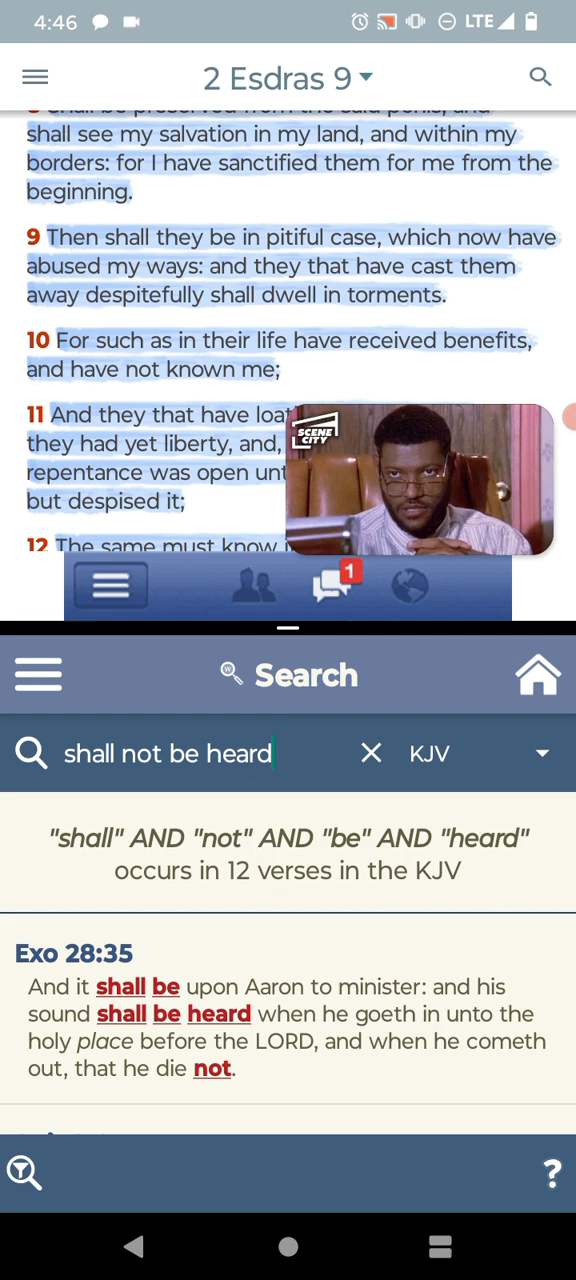 4:46 LTE
2 Esdras 9
shall see my salvation in my land, and within my
borders: for I have sanctified them for me from the
beginning.
9 Then shall they be in pitiful case, which now have
abused my ways: and they that have cast them
away despitefully shall dwell in torments.
10 For such as in their life have received benefits,
and have not known me;
11 And they that have loat
they had yet liberty, and,
repentance was open unt
but despised it;
SCENE
CITY
12 The same must know i
1
Search
shall not be heard KJV
"shall" AND "not" AND "be" AND "heard"
occurs in 12 verses in the KJV
Exo 28:35
And it shall be upon Aaron to minister: and his
sound shall be heard when he goeth in unto the
holy place before the LORD, and when he cometh
out, that he die not.
?